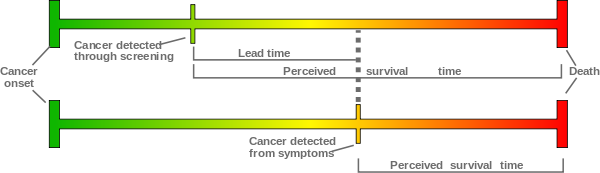 Cancer detected
through screening
Lead time
Perceived survival time
Cancer
onset
Death
Cancer detected
from symptoms
Perceived survival time